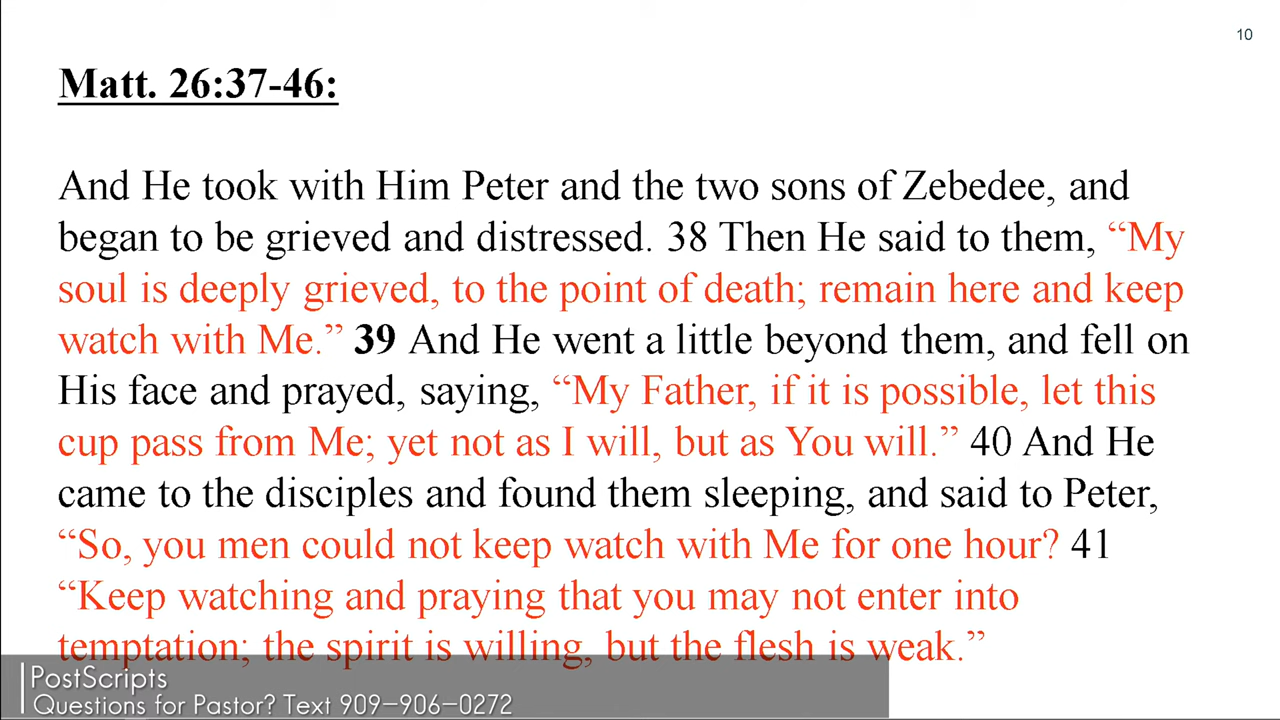 10
Matt. 26:37-46:
And He took with Him Peter and the two sons of Zebedee, and
began to be grieved and distressed. 38 Then He said to them, “My
soul is deeply grieved, to the point of death; remain here and keep
watch with Me.” 39 And He went a little beyond them, and fell on
His face and prayed, saying, “My Father, if it is possible, let this
cup pass from Me; yet not as I will, but as You will.” 40 And He
came to the disciples and found them sleeping, and said to Peter,
“So, you men could not keep watch with Me for one hour? 41
“Keep watching and praying that you may not enter into
temptation; the spirit is willing, but the flesh is weak.”
PostScripts
Questions for Pastor? Text 909-906-0272